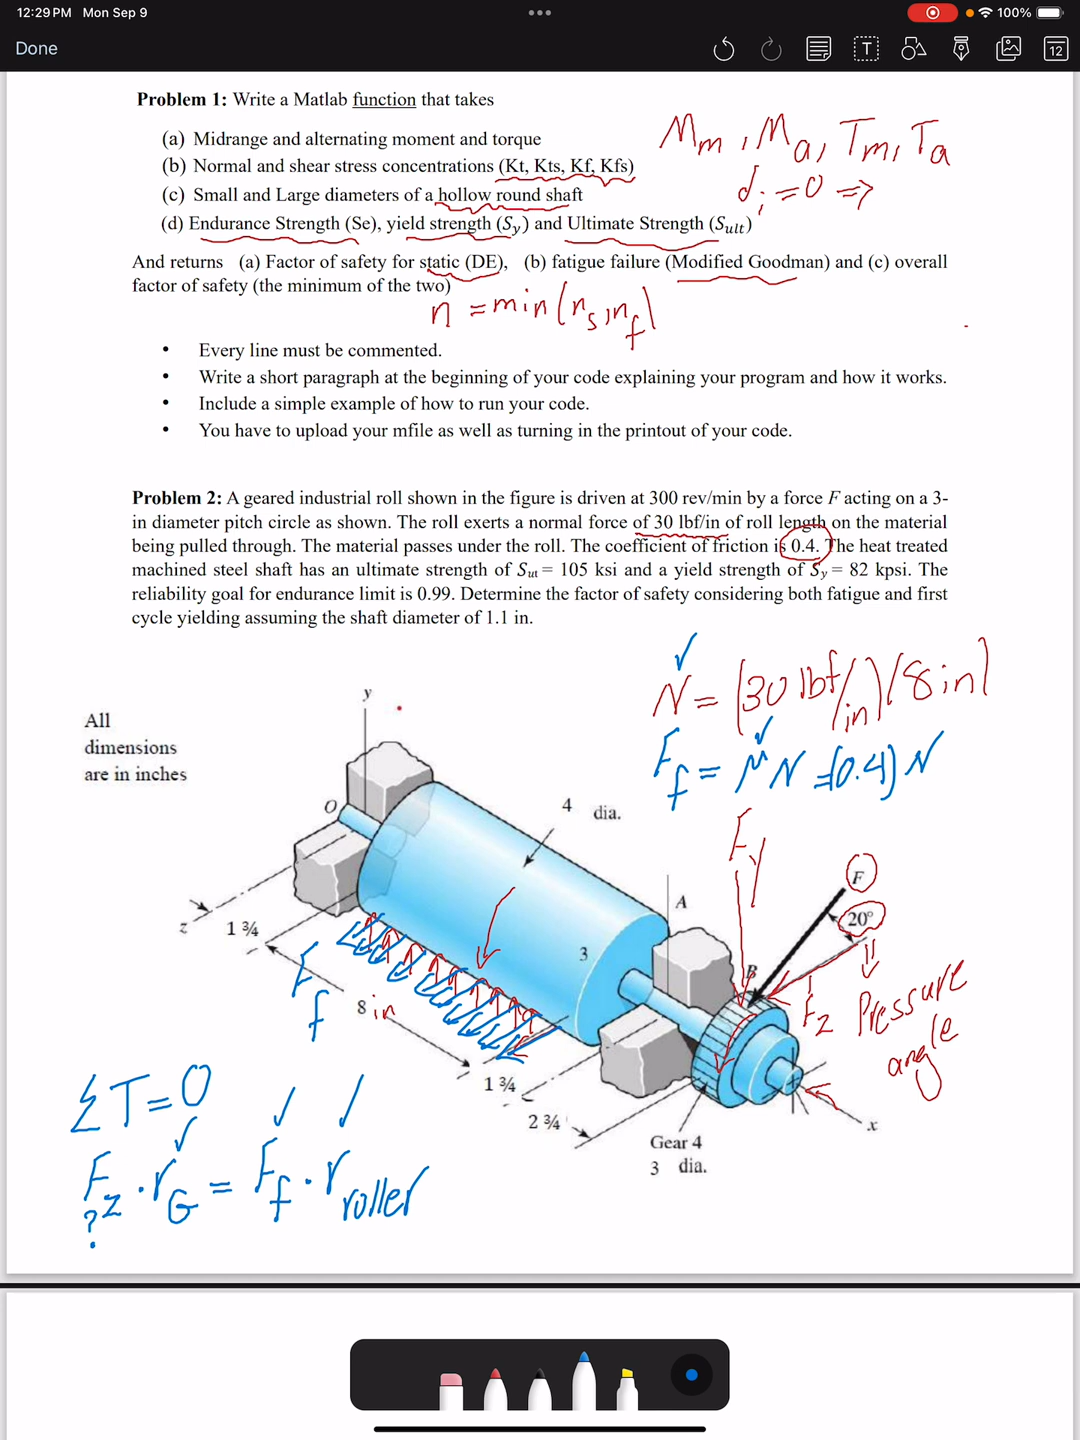 12:29 PM Mon Sep 9
100%
Done
T
12
Problem 1: Write a Matlab function that takes
(a) Midrange and alternating moment and torque
Mm, Ma, Tm, Ta
(b) Normal and shear stress concentrations (Kt, Kts, Kf, Kfs)
(c) Small and Large diameters of a hollow round shaft
di = 0 ⇒
(d) Endurance Strength (Se), yield strength (Sy) and Ultimate Strength (Sult)
And returns (a) Factor of safety for static (DE), (b) fatigue failure (Modified Goodman) and (c) overall
factor of safety (the minimum of the two)
n = min(ns, nf)
• Every line must be commented.
• Write a short paragraph at the beginning of your code explaining your program and how it works.
• Include a simple example of how to run your code.
• You have to upload your mfile as well as turning in the printout of your code.
Problem 2: A geared industrial roll shown in the figure is driven at 300 rev/min by a force F acting on a 3-
in diameter pitch circle as shown. The roll exerts a normal force of 30 lbf/in of roll length on the material
being pulled through. The material passes under the roll. The coefficient of friction is 0.4. The heat treated
machined steel shaft has an ultimate strength of Sut = 105 ksi and a yield strength of Sy = 82 kpsi. The
reliability goal for endurance limit is 0.99. Determine the factor of safety considering both fatigue and first
cycle yielding assuming the shaft diameter of 1.1 in.
N = (30 lbf/in)(8 in)
Ff = μN = (0.4) N
All
dimensions
are in inches
y
O
4 dia.
Fy
F
20°
A
z
1 3/4
3
B
Ff
8 in
Fz
Pressure
angle
1 3/4
2 3/4
x
Gear 4
3 dia.
ΣT=0
Fz · rG = Ff · rroller
?